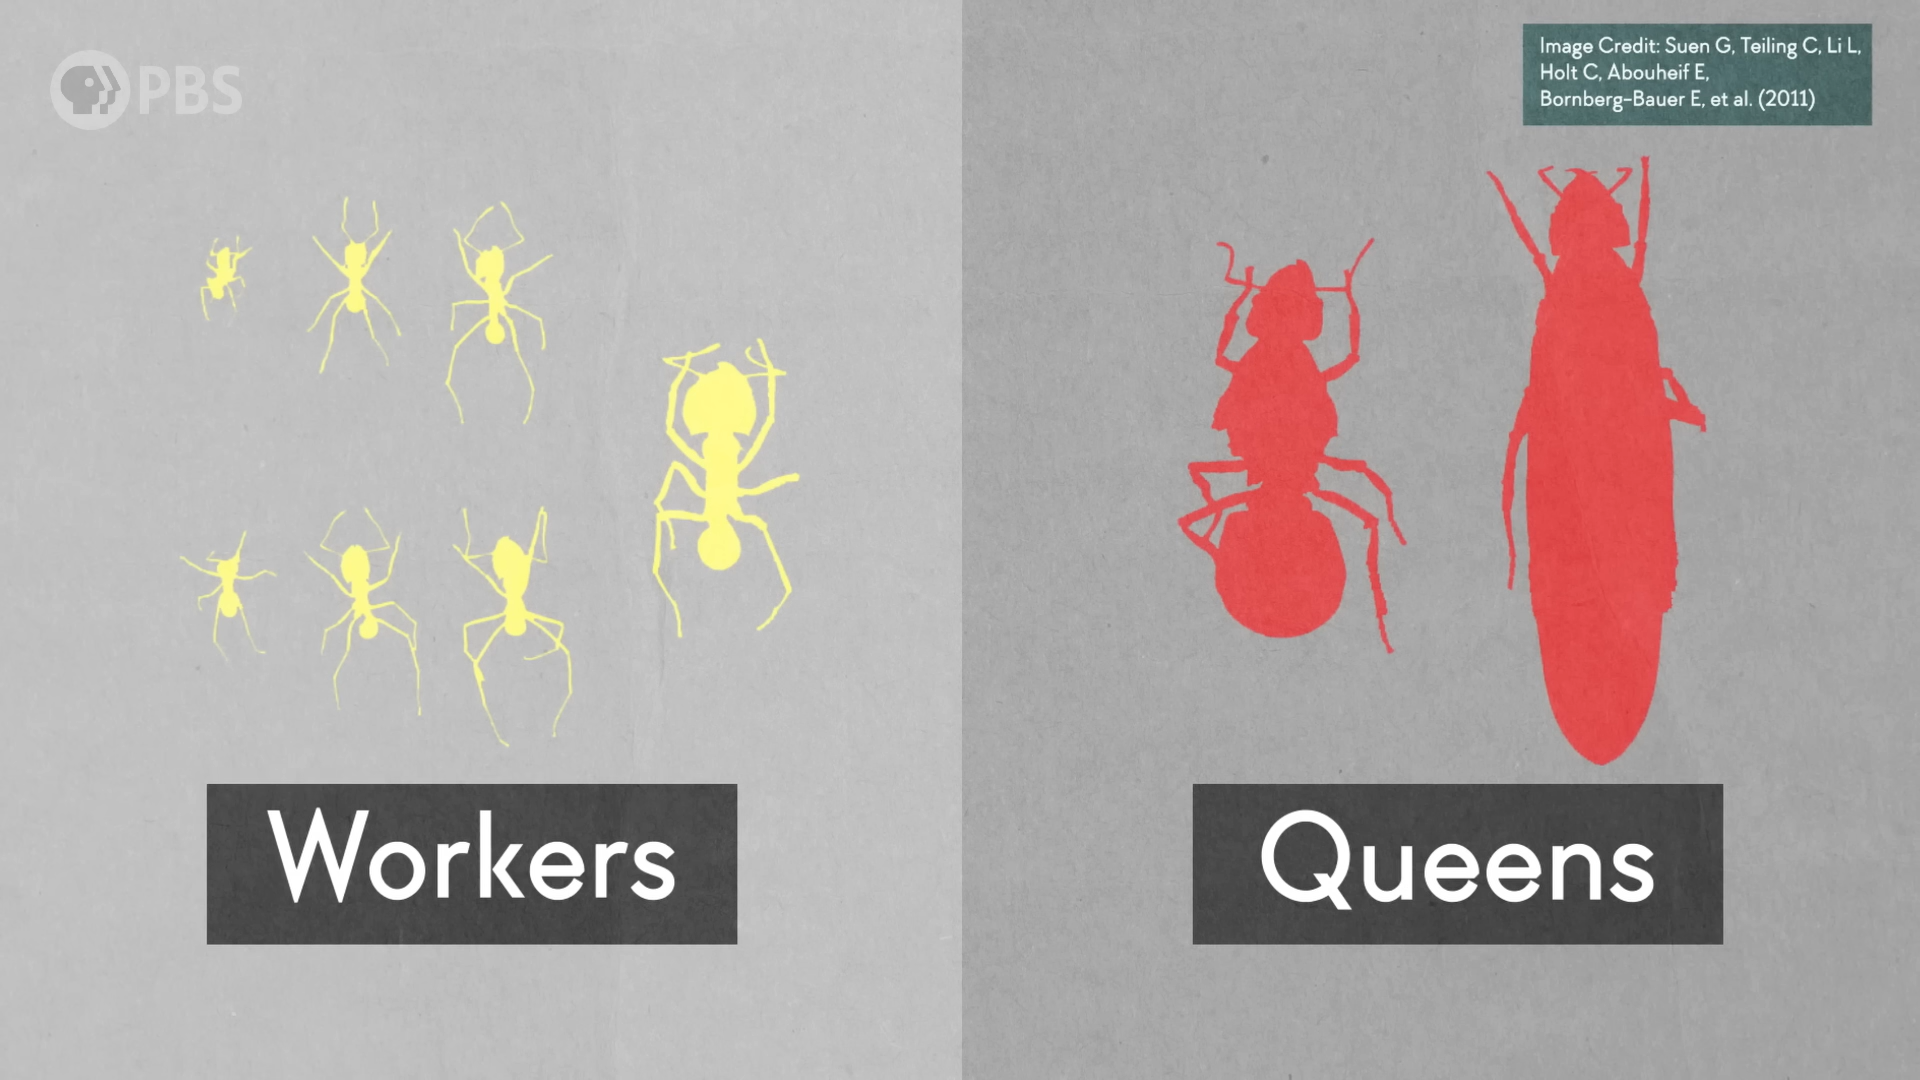 PBS
Image Credit: Suen G, Teiling C, Li L,
Holt C, Abouheif E,
Bornberg-Bauer E, et al. (2011)
Workers
Queens